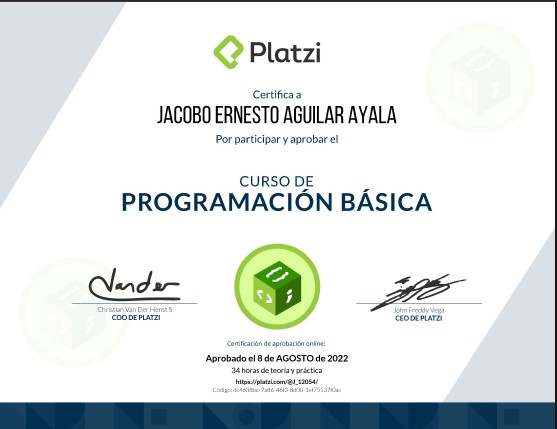 Platzi
Certifica a
JACOBO ERNESTO AGUILAR AYALA
Por participar y aprobar el
CURSO DE
PROGRAMACIÓN BÁSICA
Christian Van Der Henst S
COO DE PLATZI
John Freddy Vega
CEO DE PLATZI
Certificación de aprobación online:
Aprobado el 8 de AGOSTO de 2022
34 horas de teoría y práctica
https://platzi.com/@J_12054/
Código: